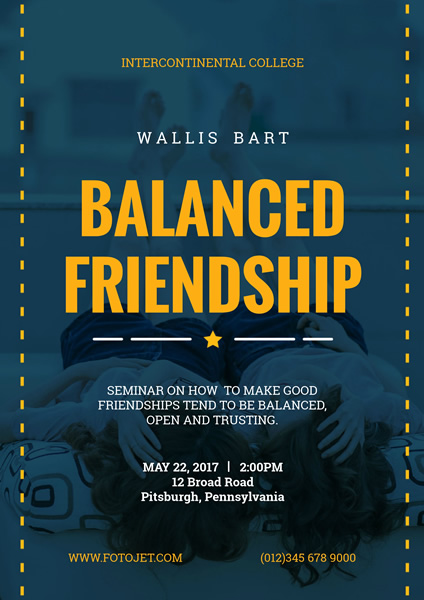 INTERCONTINENTAL COLLEGE
WALLIS BART
BALANCED
FRIENDSHIP
SEMINAR ON HOW TO MAKE GOOD
FRIENDSHIPS TEND TO BE BALANCED,
OPEN AND TRUSTING.
MAY 22, 2017 | 2:00PM
12 Broad Road
Pitsburgh, Pennsylvania
WWW.FOTOJET.COM (012)345 678 9000